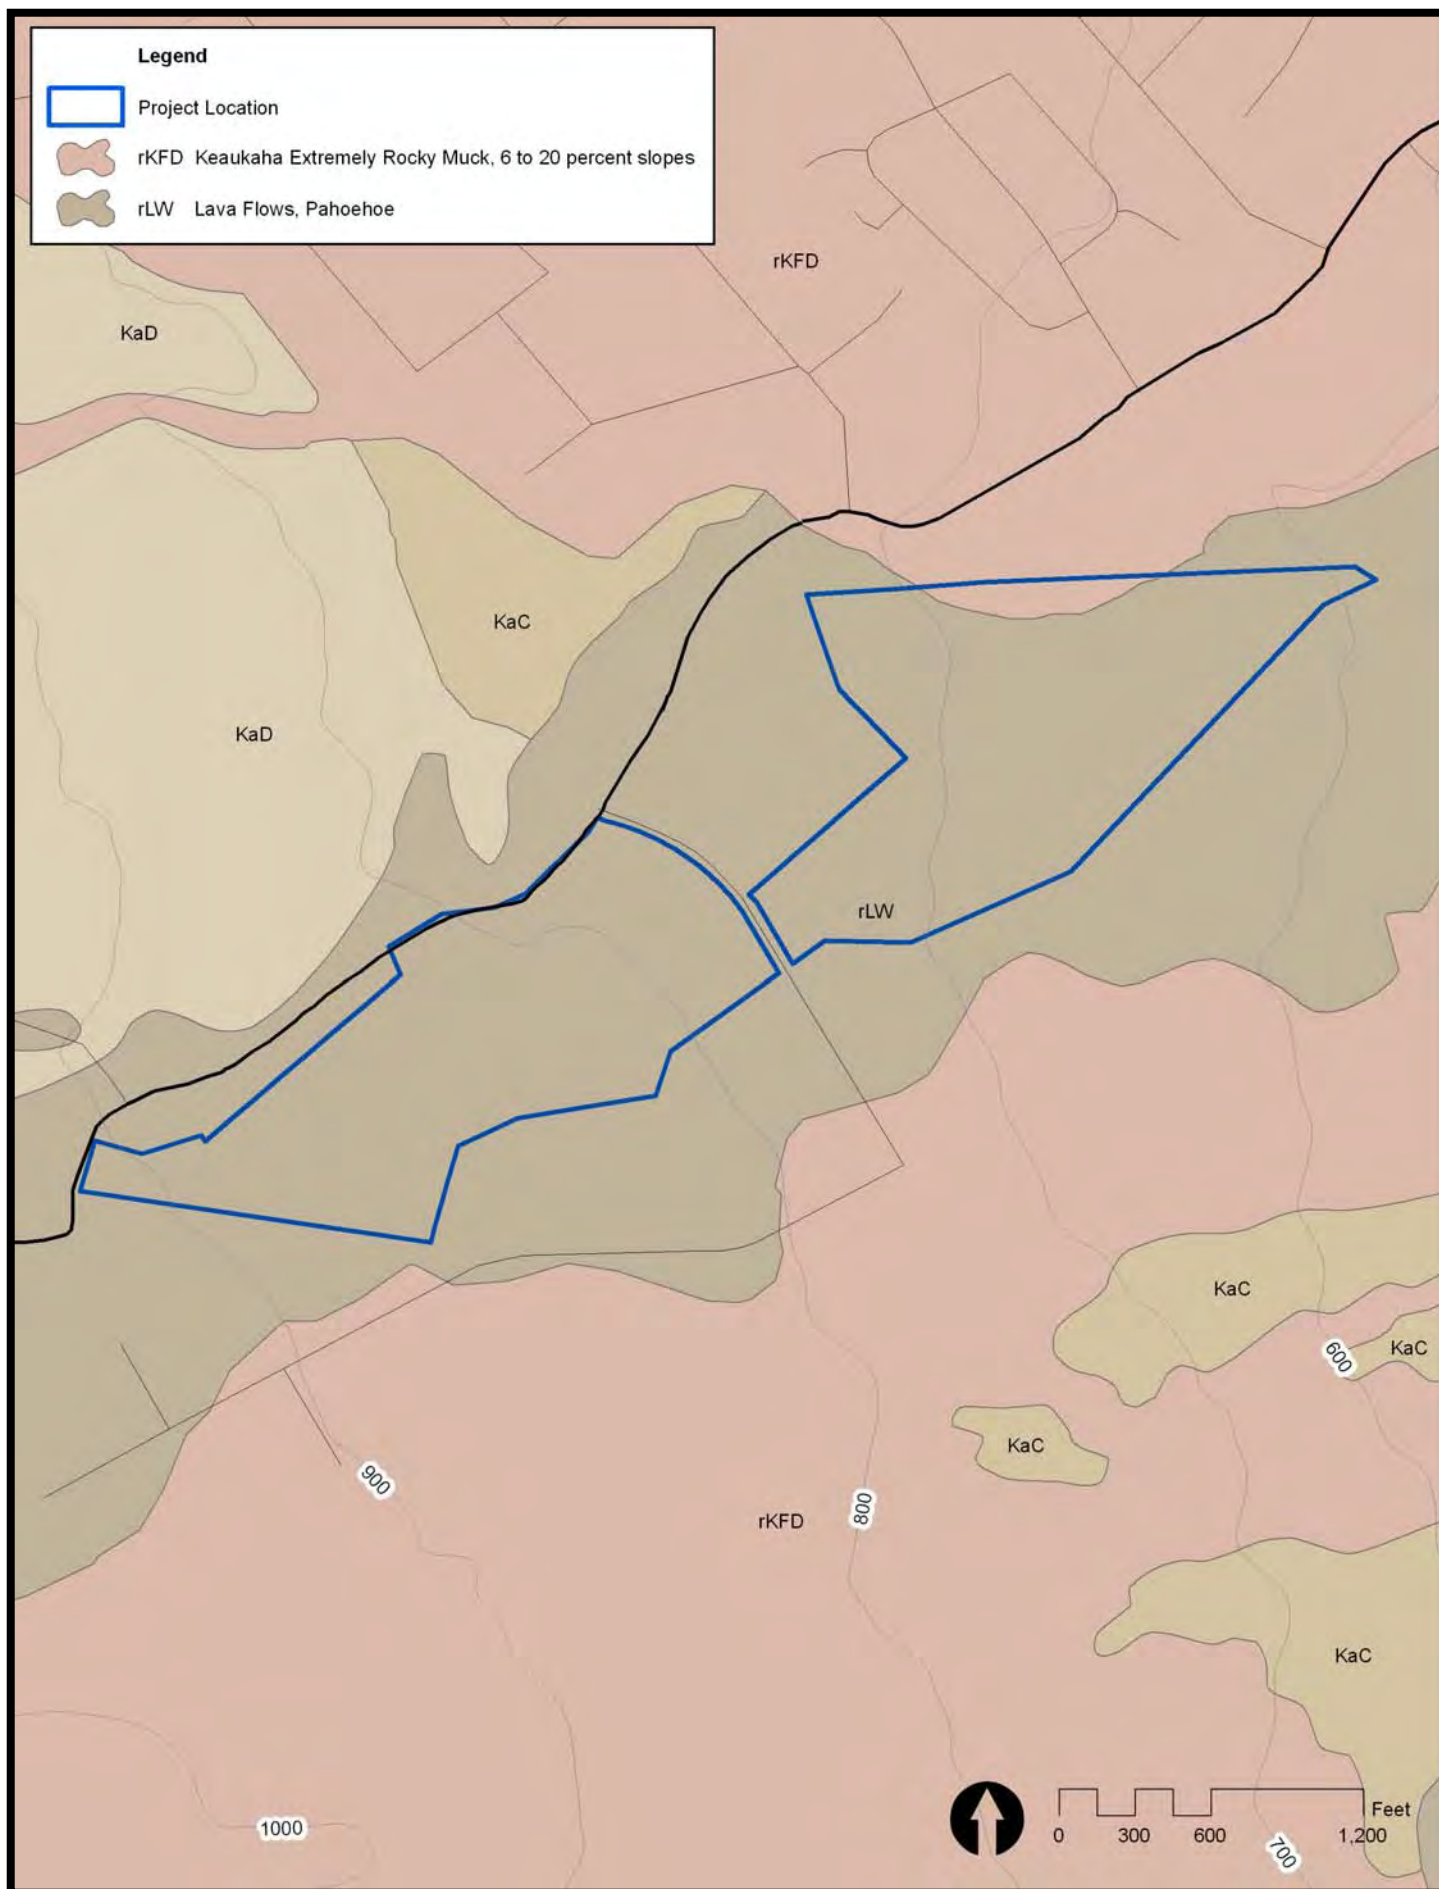 Legend
Project Location
rKFD Keaukaha Extremely Rocky Muck, 6 to 20 percent slopes
rLW Lava Flows, Pahoehoe
rKFD
KaD
KaC
KaD
rLW
KaC
600
KaC
KaC
900
800
rKFD
KaC
1000
Feet
0 300 600 1,200
700